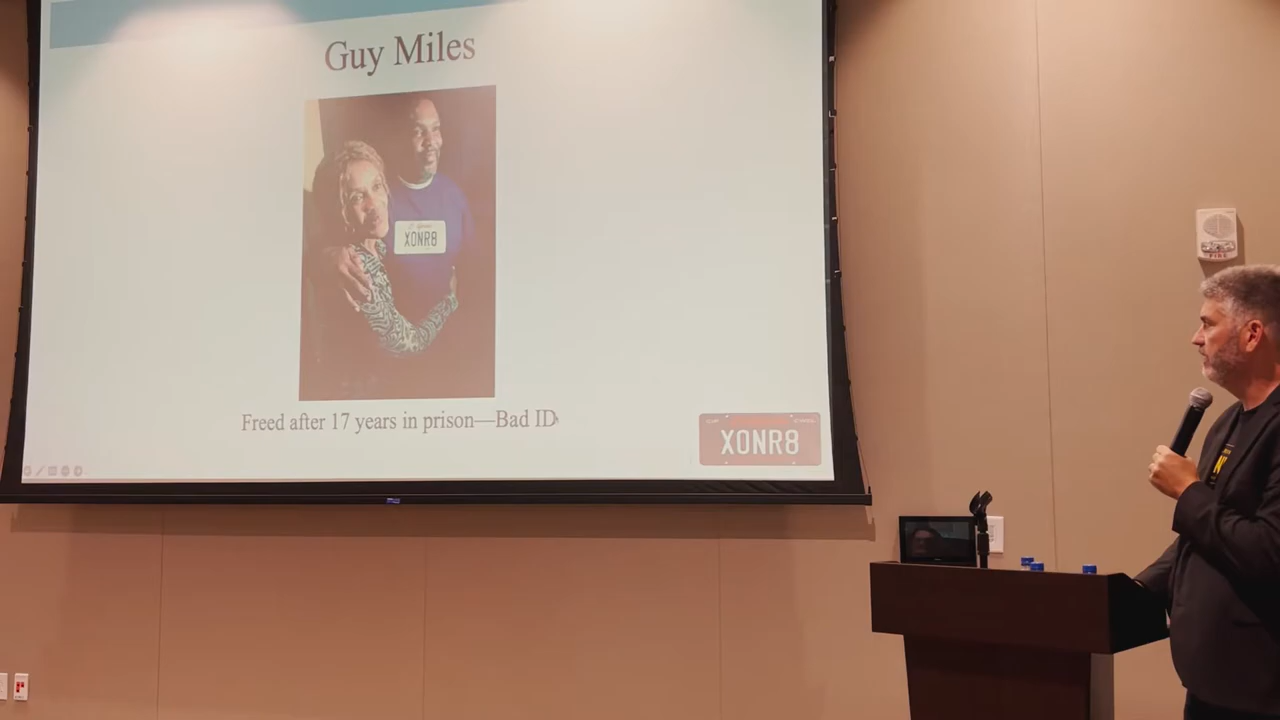 Guy Miles
XONR8
Freed after 17 years in prison—Bad ID
XONR8
FIRE